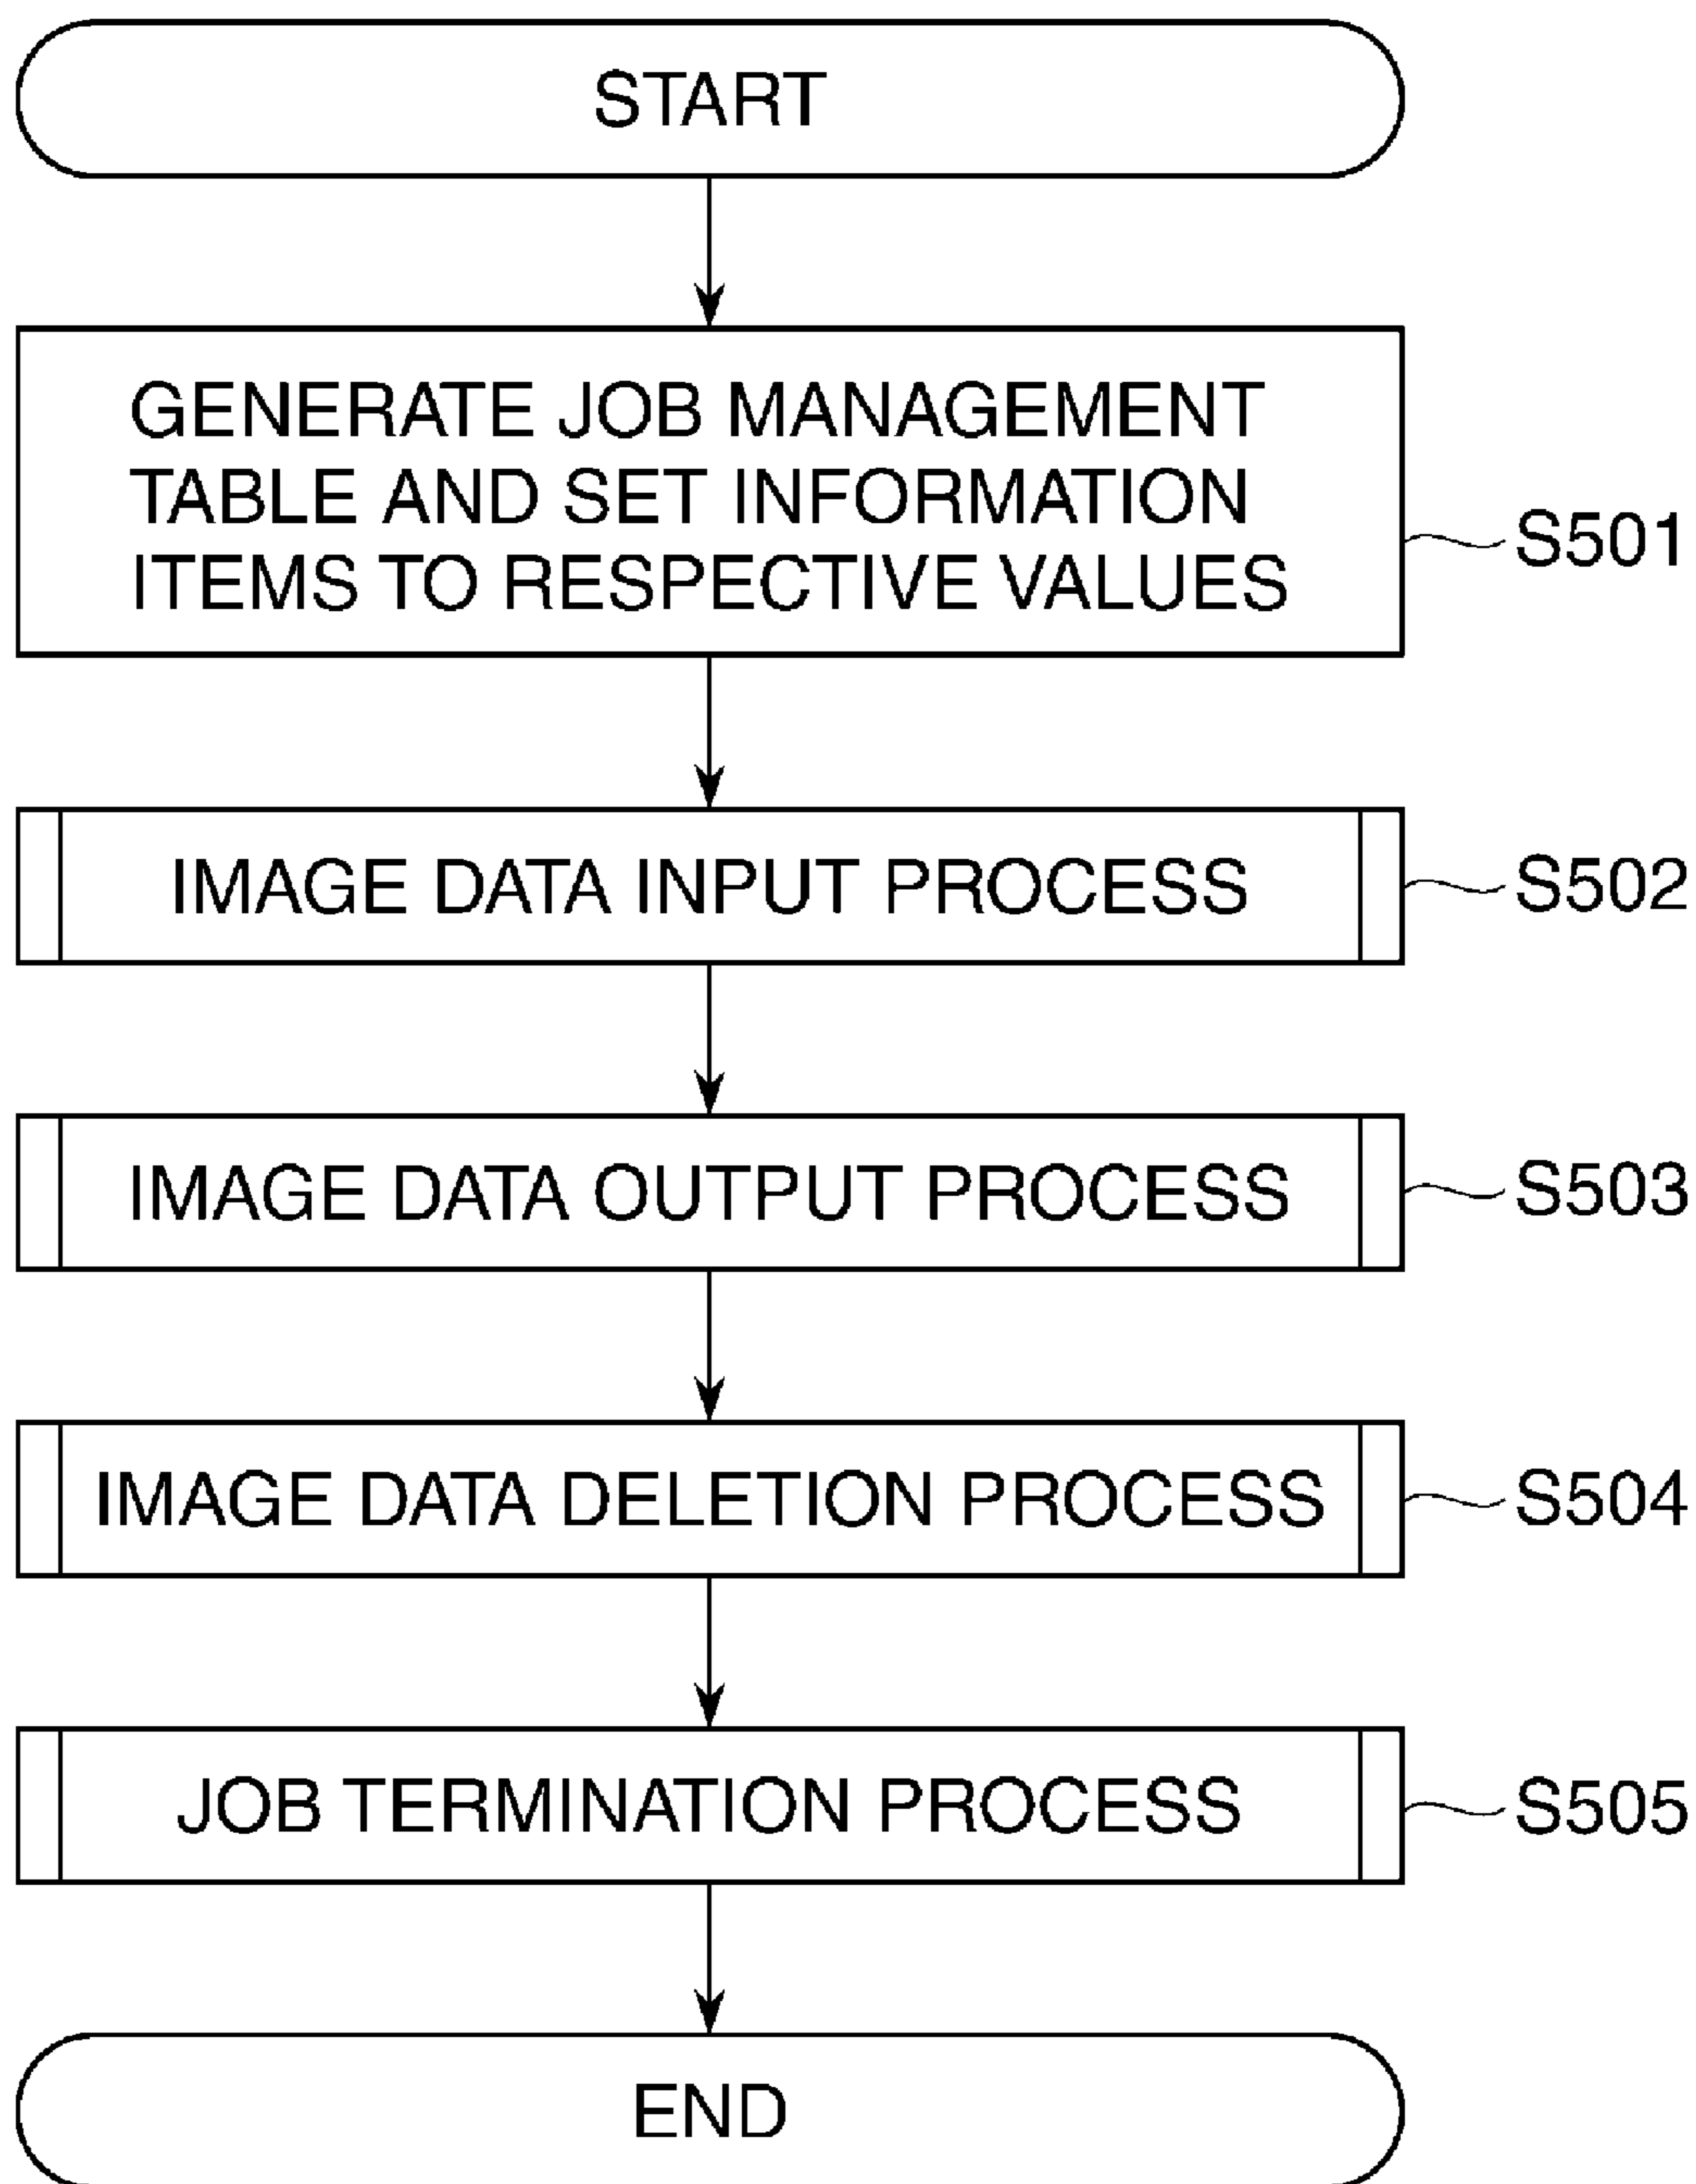 START
GENERATE JOB MANAGEMENT
TABLE AND SET INFORMATION
ITEMS TO RESPECTIVE VALUES
S501
IMAGE DATA INPUT PROCESS
S502
IMAGE DATA OUTPUT PROCESS
S503
IMAGE DATA DELETION PROCESS
S504
JOB TERMINATION PROCESS
S505
END